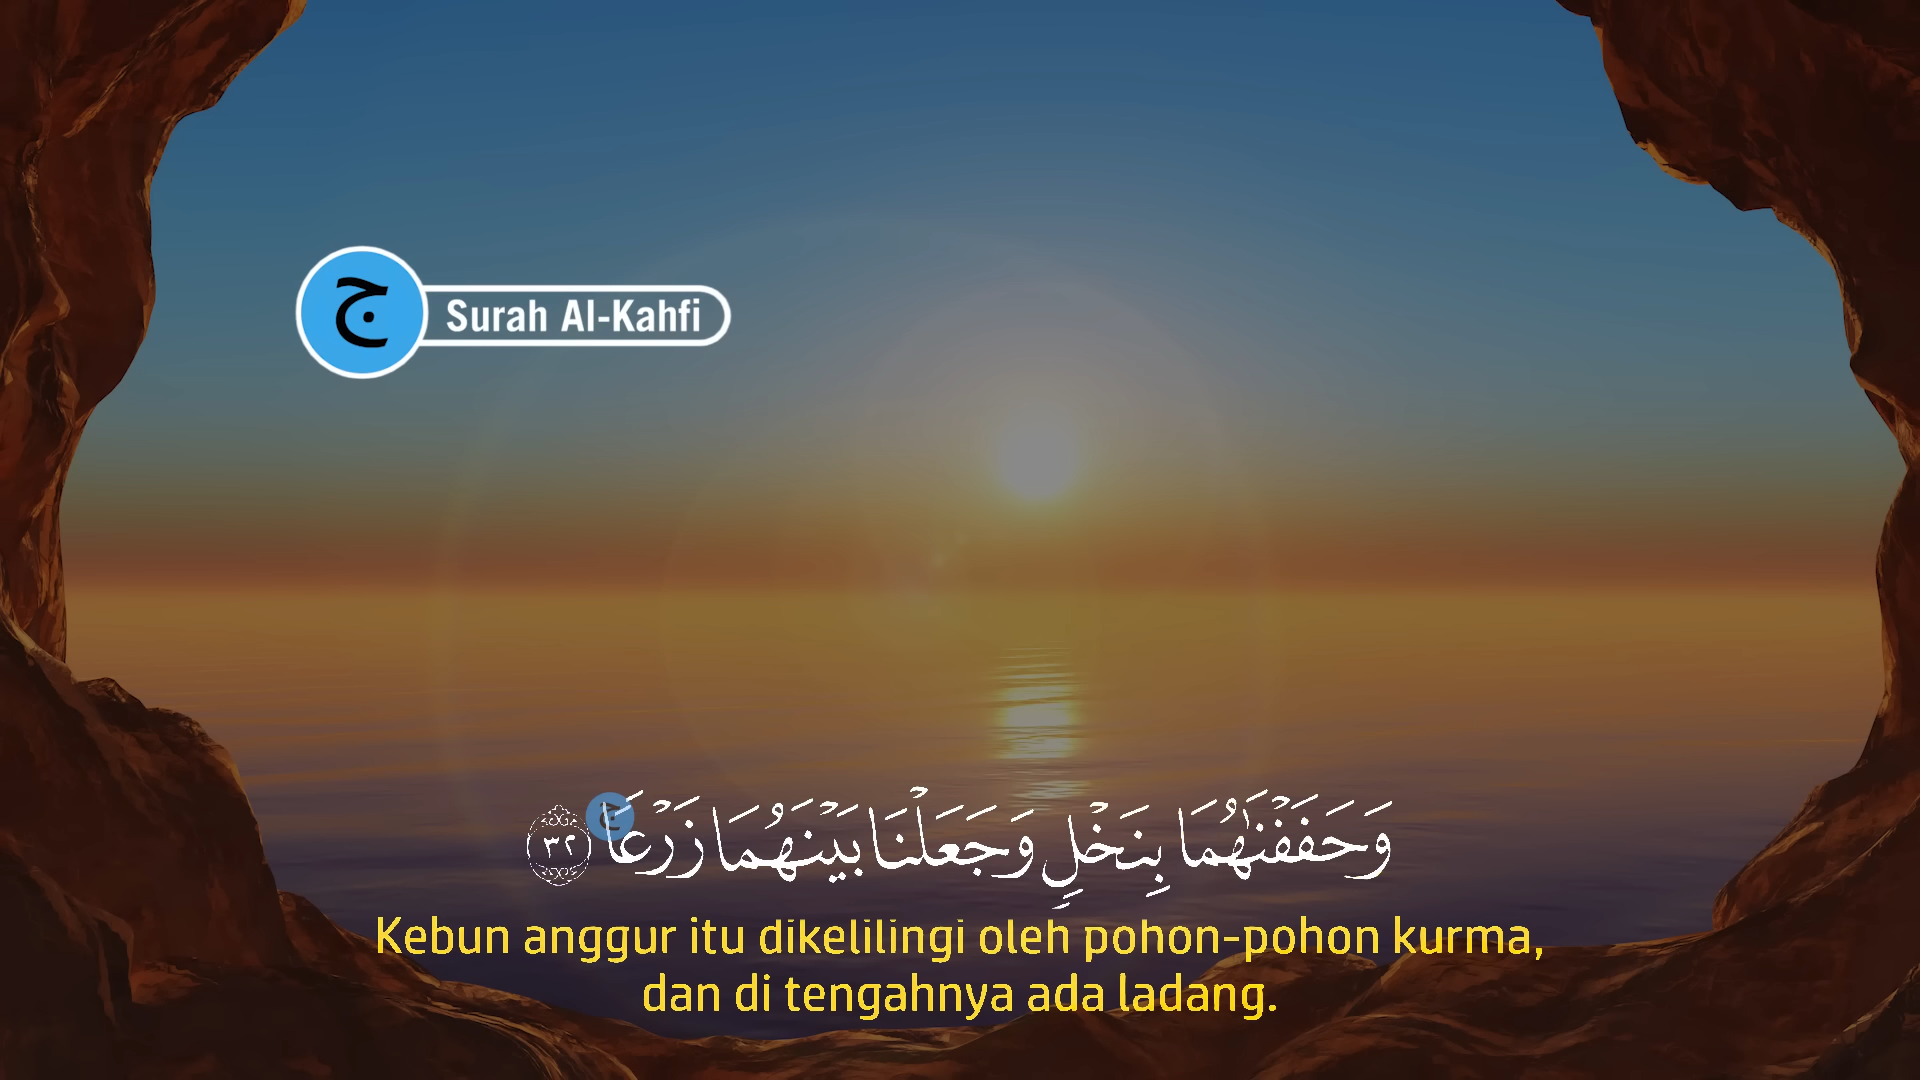 ج
Surah Al-Kahfi
وَحَفَفْنَٰهُمَا بِنَخْلٍ وَجَعَلْنَا بَيْنَهُمَا زَرْعًا ٣٢
ج
Kebun anggur itu dikelilingi oleh pohon-pohon kurma,
dan di tengahnya ada ladang.